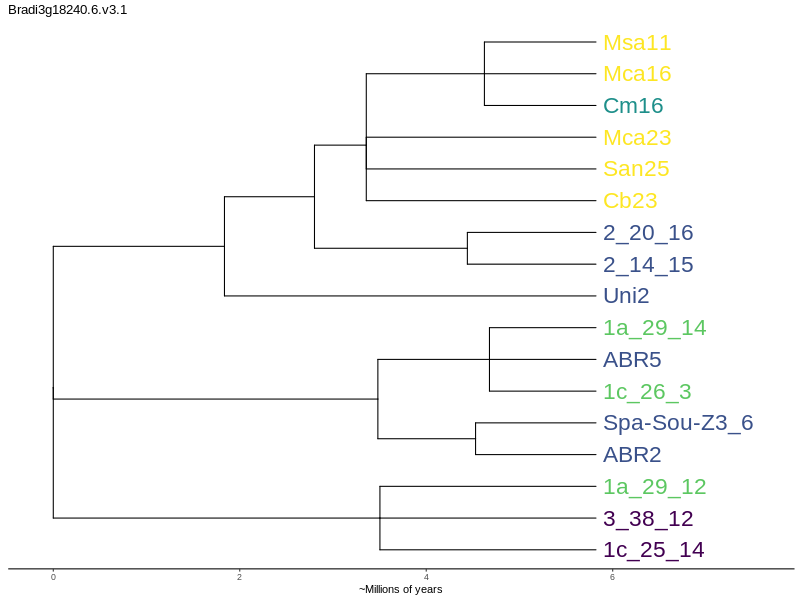 Bradi3g18240.6.v3.1
Msa11
Mca16
Cm16
Mca23
San25
Cb23
2_20_16
2_14_15
Uni2
1a_29_14
ABR5
1c_26_3
Spa-Sou-Z3_6
ABR2
1a_29_12
3_38_12
1c_25_14
0 2 4 6
~Millions of years